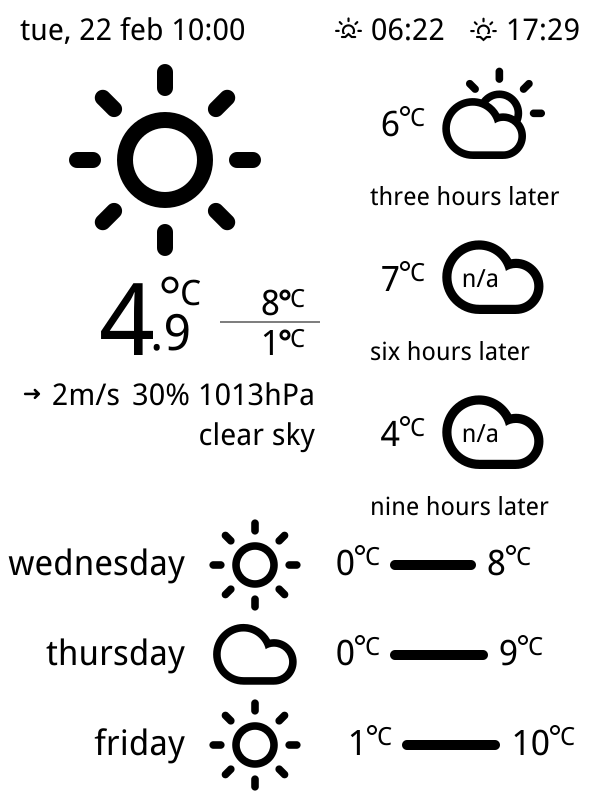 tue, 22 feb 10:00 06:22 17:29
6°C
three hours later
4.9°C
8°C
1°C
7°C
n/a
six hours later
→ 2m/s 30% 1013hPa
clear sky
4°C
n/a
nine hours later
wednesday 0°C 8°C
thursday 0°C 9°C
friday 1°C 10°C